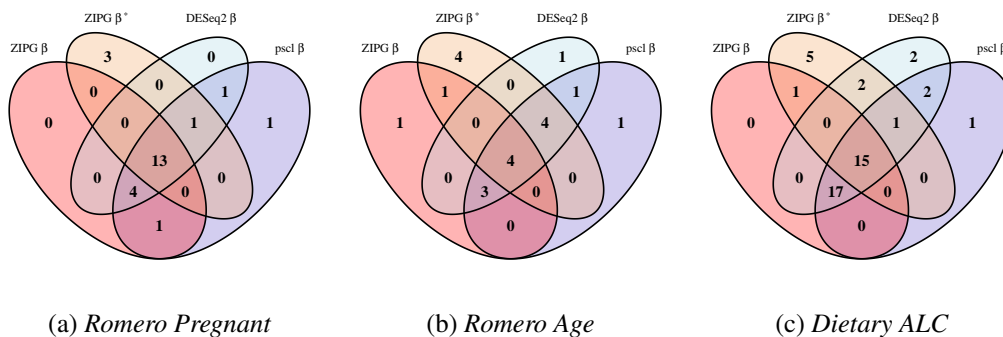 ZIPG β* DESeq2 β
ZIPG β pscl β
3 0
0 0 1
0 0 1 1
13
0 4 0 0
1
(a) Romero Pregnant
ZIPG β* DESeq2 β
ZIPG β pscl β
4 1
1 0 1
1 0 4 1
4
0 3 0 0
0
(b) Romero Age
ZIPG β* DESeq2 β
ZIPG β pscl β
5 2
1 2 2
0 0 1 1
15
0 17 0 0
0
(c) Dietary ALC